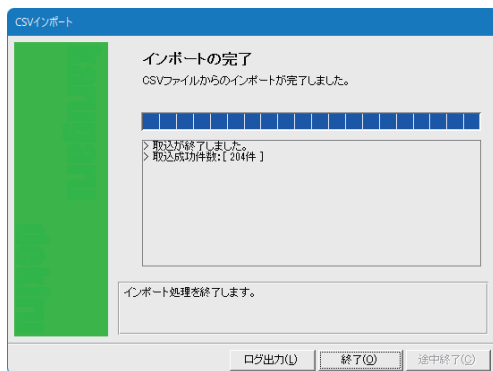 CSVインポート
インポートの完了
CSVファイルからのインポートが完了しました。
> 取込が終了しました。
> 取込成功件数:[ 204件 ]
インポート処理を終了します。
ログ出力(L)
終了(O)
途中終了(C)